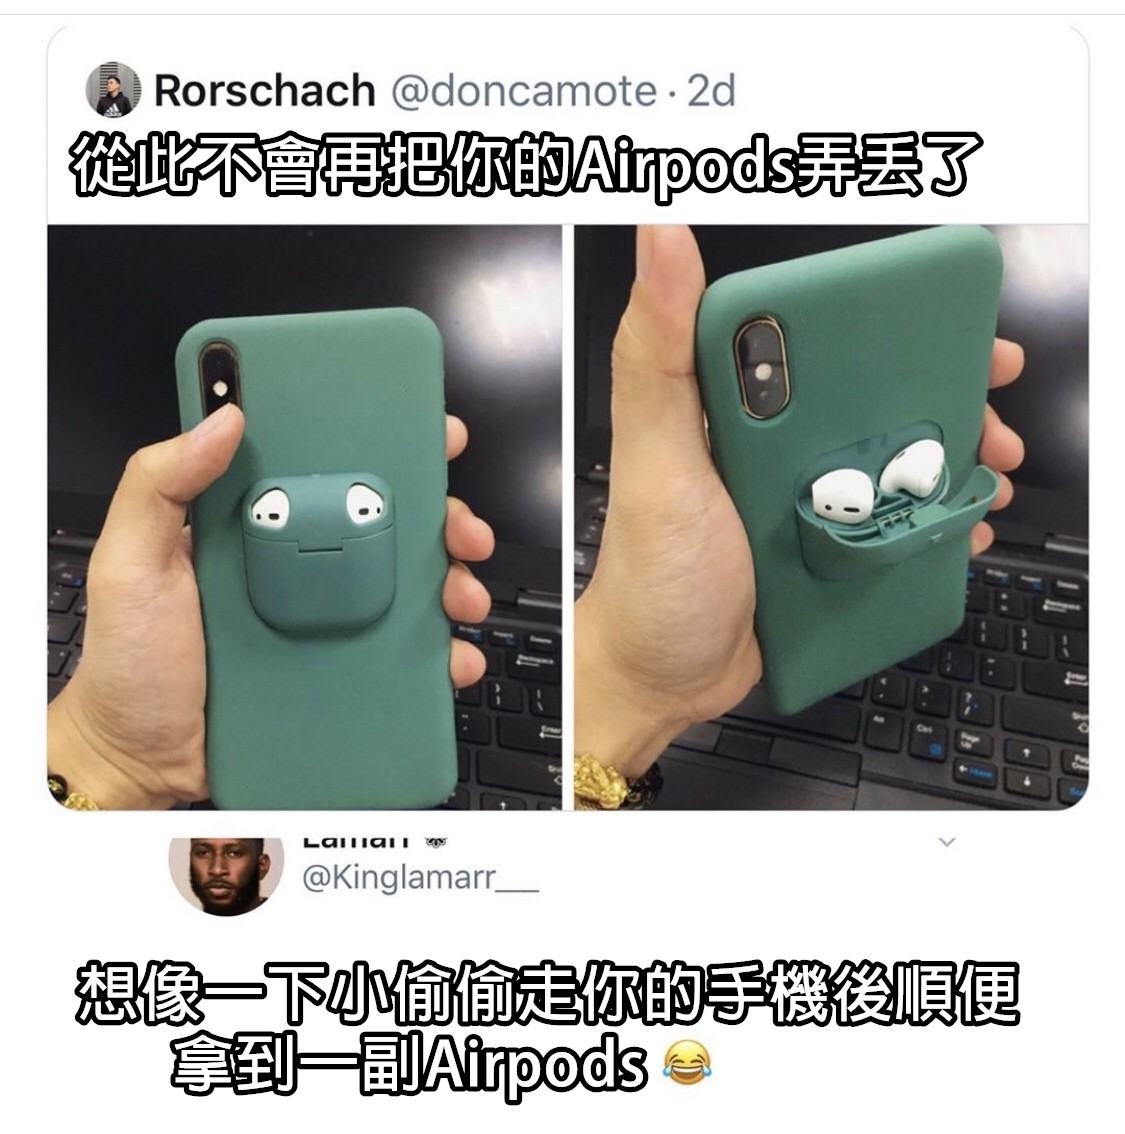 Rorschach @doncamote · 2d
從此不會再把你的Airpods弄丟了
@Kinglamarr___
想像一下小偷偷走你的手機後順便
拿到一副Airpods 😂